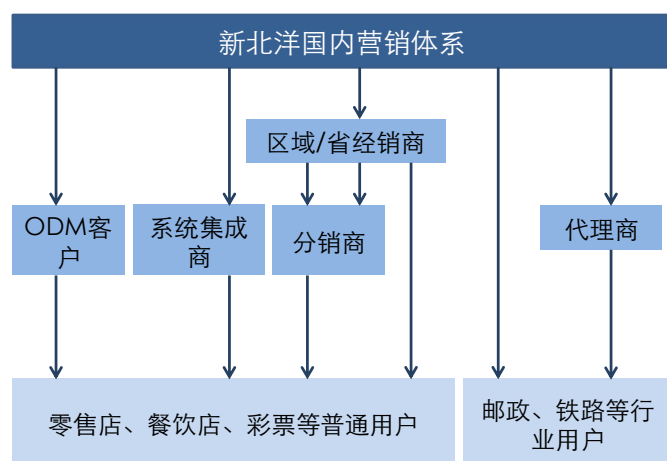 新北洋国内营销体系
区域/省经销商
ODM客
户
系统集成
商
分销商
代理商
零售店、餐饮店、彩票等普通用户
邮政、铁路等行
业用户